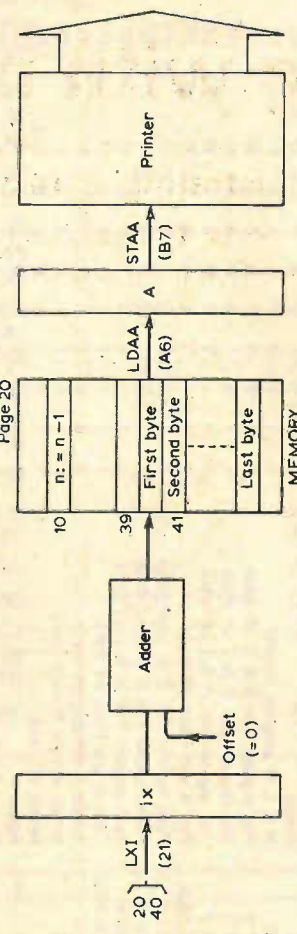 20
40
LXI
(21)
ix
Offset
(=0)
Adder
Page 20
10 n: = n−1
39
First byte
41 Second byte
Last byte
MEMORY
LDAA
(A6)
A
STAA
(B7)
Printer